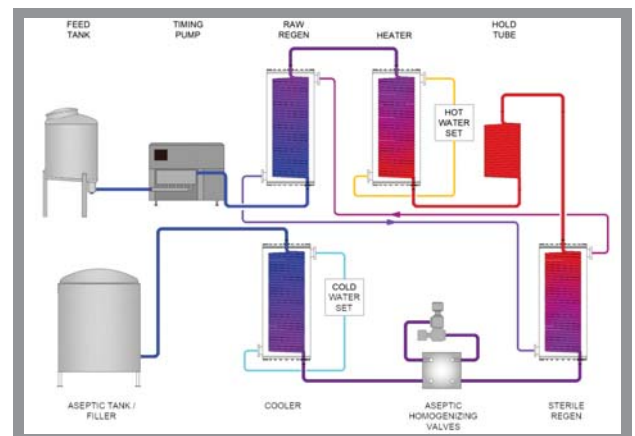 FEED
TANK
TIMING
PUMP
RAW
REGEN
HEATER
HOLD
TUBE
HOT
WATER
SET
COLD
WATER
SET
ASEPTIC TANK /
FILLER
COOLER
ASEPTIC
HOMOGENIZING
VALVES
STERILE
REGEN